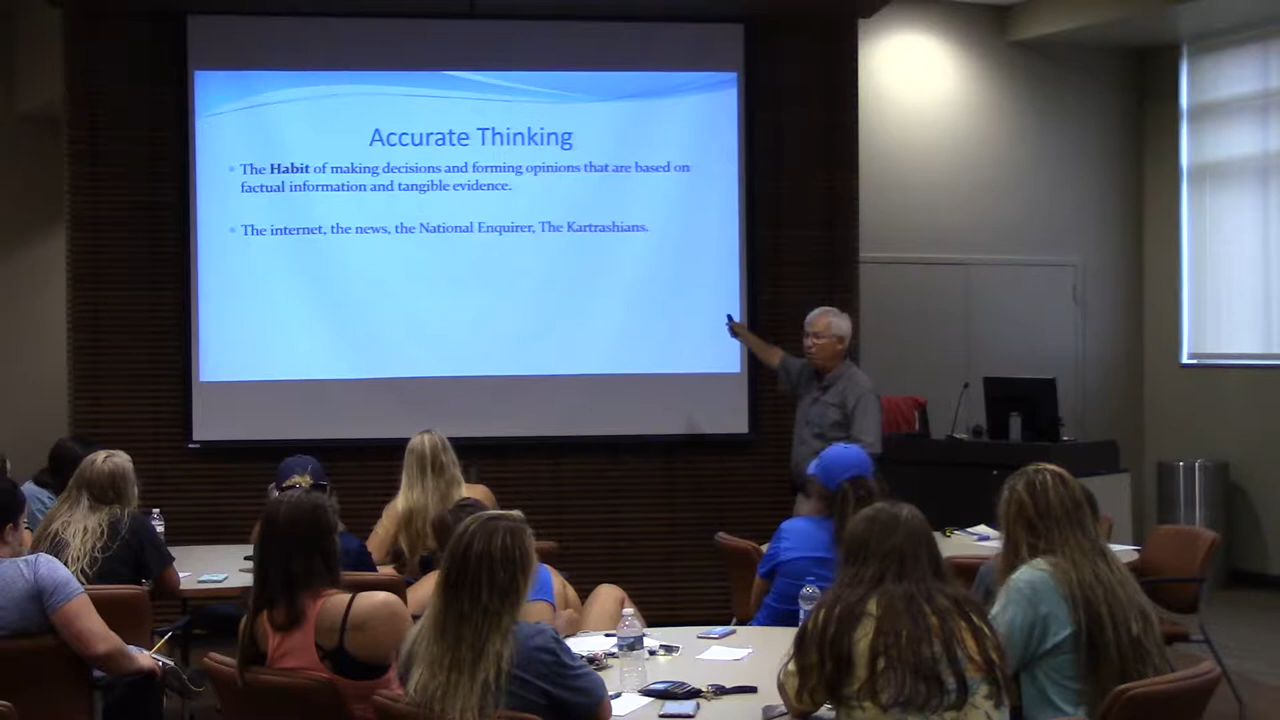 Accurate Thinking
The Habit of making decisions and forming opinions that are based on
factual information and tangible evidence.
The internet, the news, the National Enquirer, The Kartrashians.